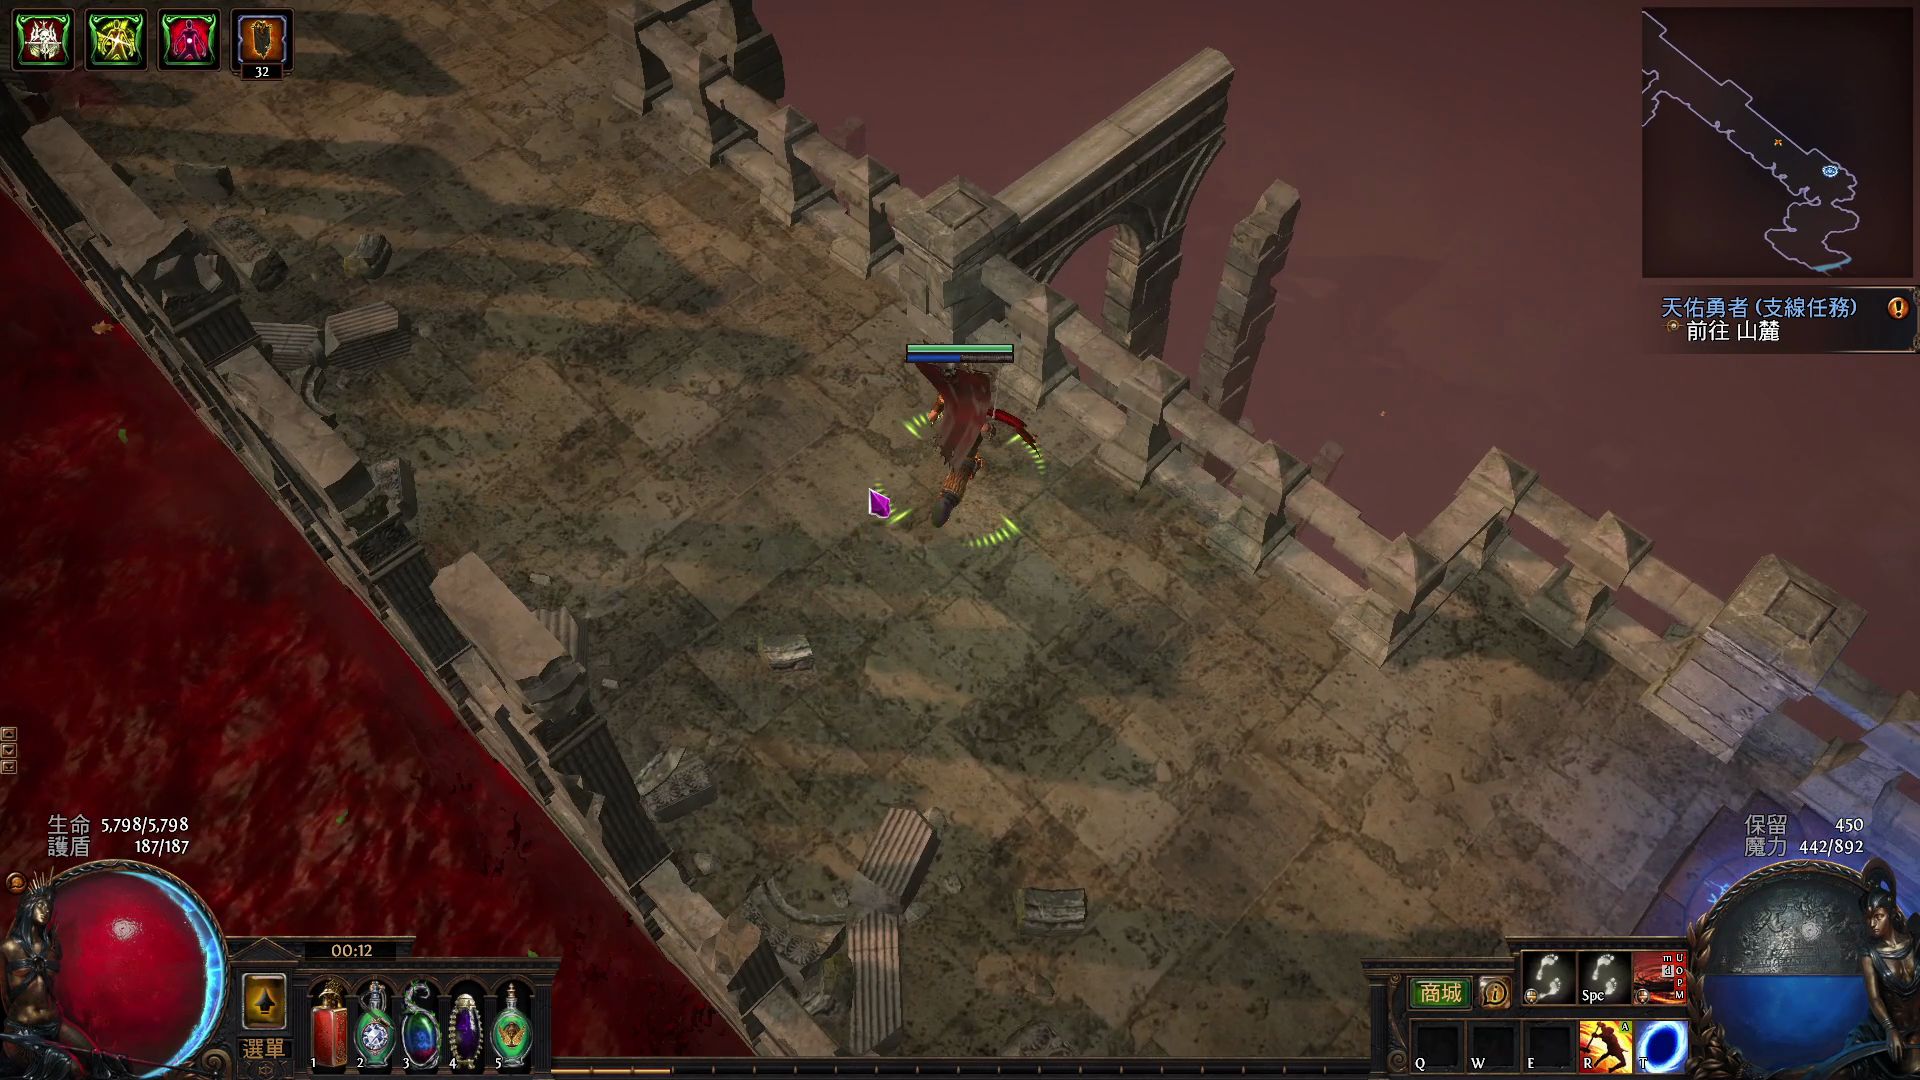 32
天佑勇者 (支線任務)
前往 山麓
生命 5,798/5,798
護盾 187/187
保留 450
魔力 442/892
00:12
選單
1
2
3
4
5
商城
Spc
m U
d O
P
M
Q
W
E
R
A
T